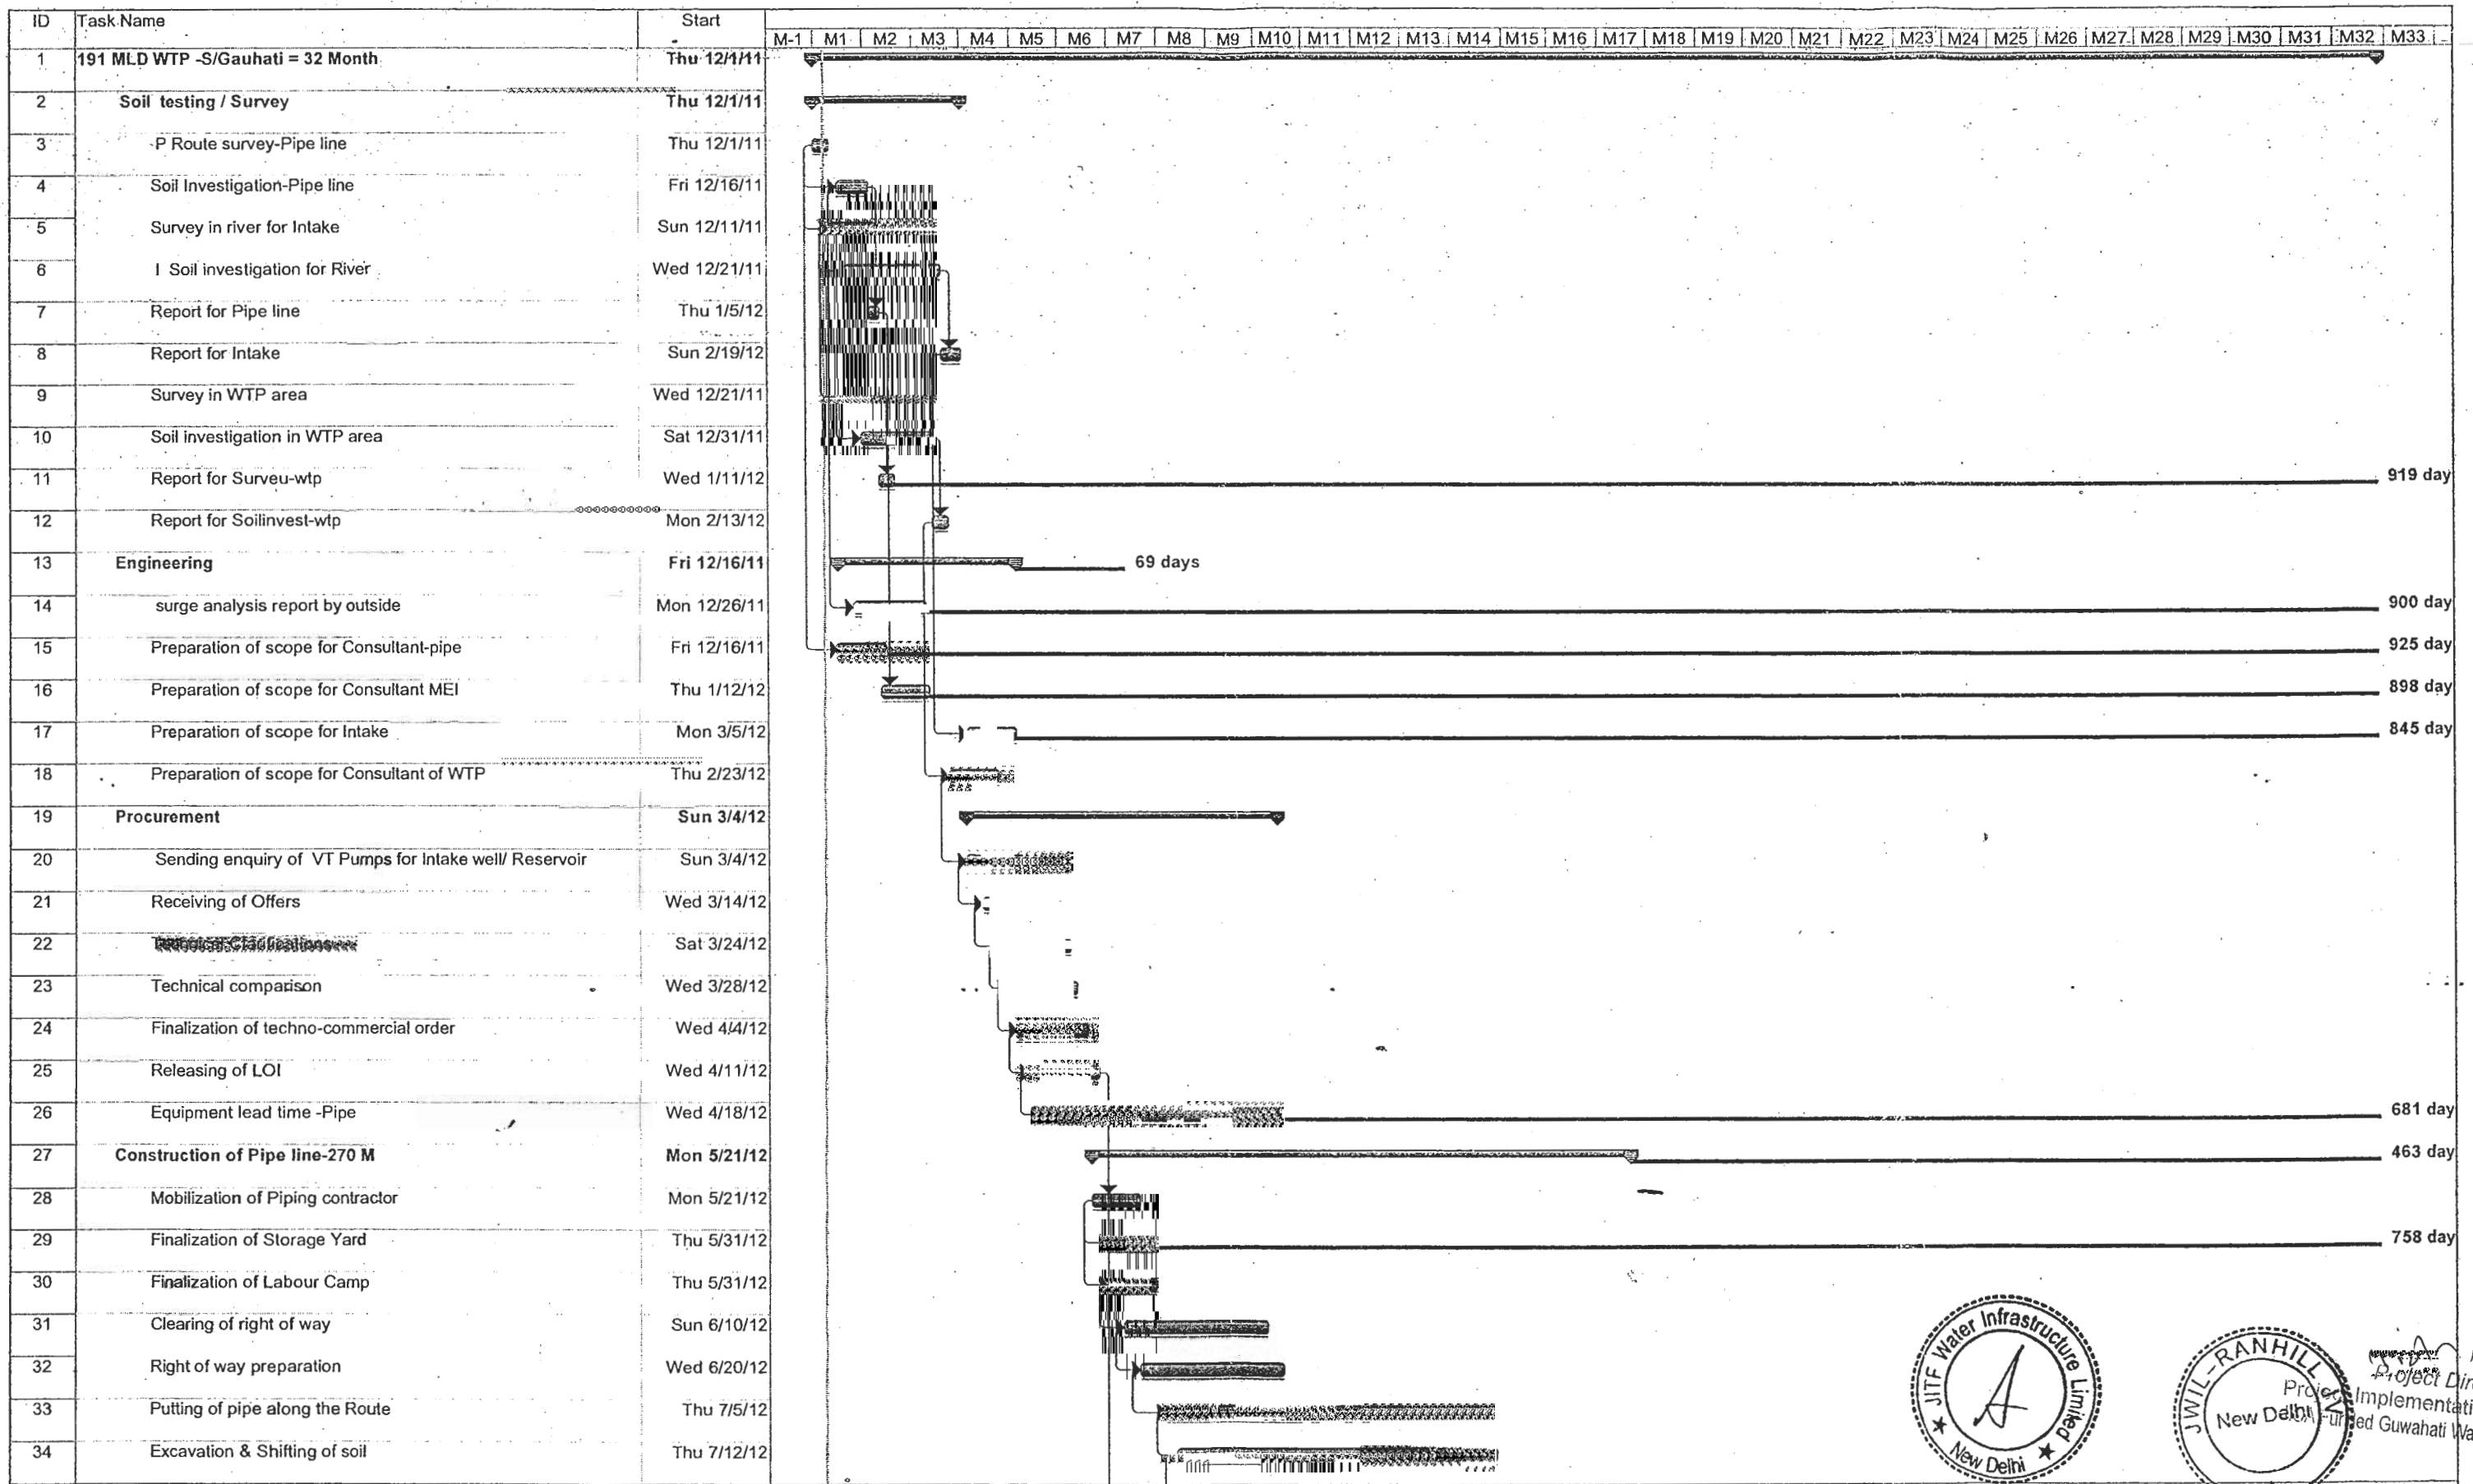 ID Task Name Start
M-1 M1 M2 M3 M4 M5 M6 M7 M8 M9 M10 M11 M12 M13 M14 M15 M16 M17 M18 M19 M20 M21 M22 M23 M24 M25 M26 M27 M28 M29 M30 M31 M32 M33
1 191 MLD WTP -S/Gauhati = 32 Month Thu 12/1/11
2 Soil testing / Survey Thu 12/1/11
3 P Route survey-Pipe line Thu 12/1/11
4 Soil Investigation-Pipe line Fri 12/16/11
5 Survey in river for Intake Sun 12/11/11
6 I Soil investigation for River Wed 12/21/11
7 Report for Pipe line Thu 1/5/12
8 Report for Intake Sun 2/19/12
9 Survey in WTP area Wed 12/21/11
10 Soil investigation in WTP area Sat 12/31/11
11 Report for Surveu-wtp Wed 1/11/12 919 day
12 Report for Soilinvest-wtp Mon 2/13/12
13 Engineering Fri 12/16/11 69 days
14 surge analysis report by outside Mon 12/26/11 900 day
15 Preparation of scope for Consultant-pipe Fri 12/16/11 925 day
16 Preparation of scope for Consultant MEI Thu 1/12/12 898 day
17 Preparation of scope for Intake Mon 3/5/12 845 day
18 Preparation of scope for Consultant of WTP Thu 2/23/12
19 Procurement Sun 3/4/12
20 Sending enquiry of VT Pumps for Intake well/ Reservoir Sun 3/4/12
21 Receiving of Offers Wed 3/14/12
22 Sat 3/24/12
23 Technical comparison Wed 3/28/12
24 Finalization of techno-commercial order Wed 4/4/12
25 Releasing of LOI Wed 4/11/12
26 Equipment lead time -Pipe Wed 4/18/12 681 day
27 Construction of Pipe line-270 M Mon 5/21/12 463 day
28 Mobilization of Piping contractor Mon 5/21/12
29 Finalization of Storage Yard Thu 5/31/12 758 day
30 Finalization of Labour Camp Thu 5/31/12
31 Clearing of right of way Sun 6/10/12
32 Right of way preparation Wed 6/20/12
33 Putting of pipe along the Route Thu 7/5/12
34 Excavation & Shifting of soil Thu 7/12/12
JITF Water Infrastructure Limited
New Delhi
JWIL-RANHILL JV
New Delhi
Project Dir
Implementati
ed Guwahati Wa